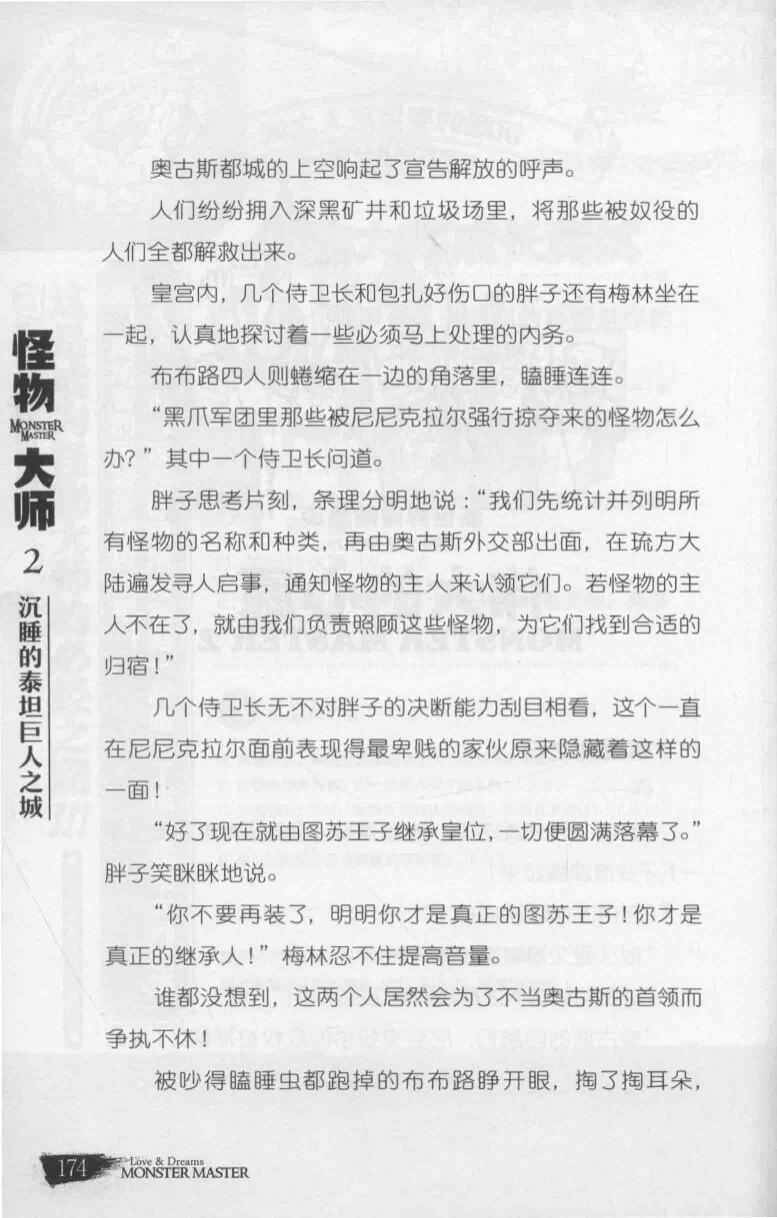 奥古斯都城的上空响起了宣告解放的呼声。
人们纷纷拥入深黑矿井和垃圾场里，将那些被奴役的
人们全都解救出来。
皇宫内，几个侍卫长和包扎好伤口的胖子还有梅林坐在
一起，认真地探讨着一些必须马上处理的内务。
布布路四人则蜷缩在一边的角落里，瞌睡连连。
“黑爪军团里那些被尼尼克拉尔强行掠夺来的怪物怎么
办？”其中一个侍卫长问道。
胖子思考片刻，条理分明地说：“我们先统计并列明所
有怪物的名称和种类，再由奥古斯外交部出面，在琉方大
陆遍发寻人启事，通知怪物的主人来认领它们。若怪物的主
人不在了，就由我们负责照顾这些怪物，为它们找到合适的
归宿！”
几个侍卫长无不对胖子的决断能力刮目相看，这个一直
在尼尼克拉尔面前表现得最卑贱的家伙原来隐藏着这样的
一面！
“好了现在就由图苏王子继承皇位，一切便圆满落幕了。”
胖子笑眯眯地说。
“你不要再装了，明明你才是真正的图苏王子！你才是
真正的继承人！”梅林忍不住提高音量。
谁都没想到，这两个人居然会为了不当奥古斯的首领而
争执不休！
被吵得瞌睡虫都跑掉的布布路睁开眼，掏了掏耳朵，
怪物
MONSTER
MASTER
大师
2
沉睡的泰坦巨人之城
174
Love & Dreams
MONSTER MASTER